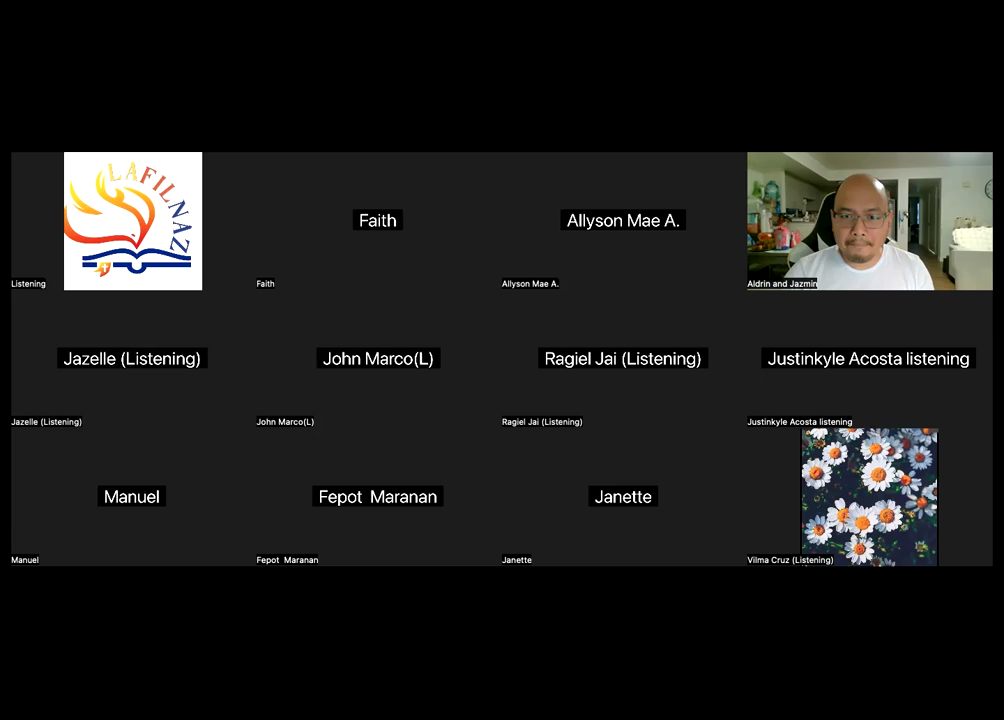 LAFILNAZ
Listening
Faith
Faith
Allyson Mae A.
Allyson Mae A.
Aldrin and Jazmin
Jazelle (Listening)
Jazelle (Listening)
John Marco(L)
John Marco(L)
Ragiel Jai (Listening)
Ragiel Jai (Listening)
Justinkyle Acosta listening
Justinkyle Acosta listening
Manuel
Manuel
Fepot Maranan
Fepot Maranan
Janette
Janette
Vilma Cruz (Listening)